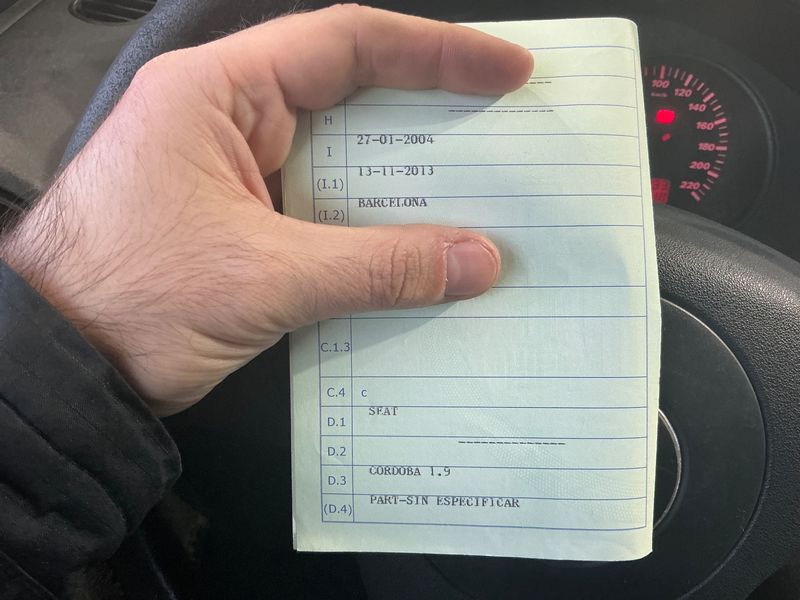 H ---------------
I 27-01-2004
(I.1) 13-11-2013
(I.2) BARCELONA
C.1.3
C.4 c
D.1 SEAT
D.2 ---------------
D.3 CORDOBA 1.9
(D.4) PART-SIN ESPECIFICAR
100
km/h
120
140
160
180
200
220